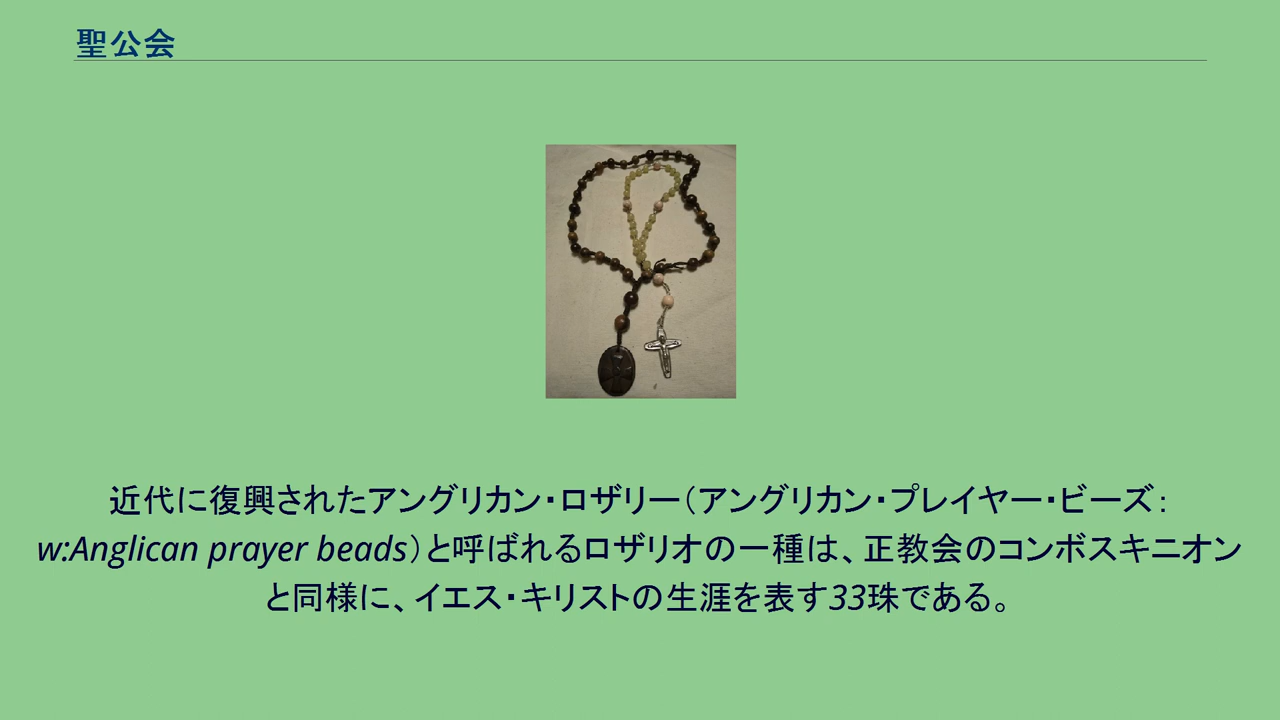 聖公会
近代に復興されたアングリカン・ロザリー（アングリカン・プレイヤー・ビーズ：
w:Anglican prayer beads）と呼ばれるロザリオの一種は、正教会のコンボスキニオン
と同様に、イエス・キリストの生涯を表す33珠である。